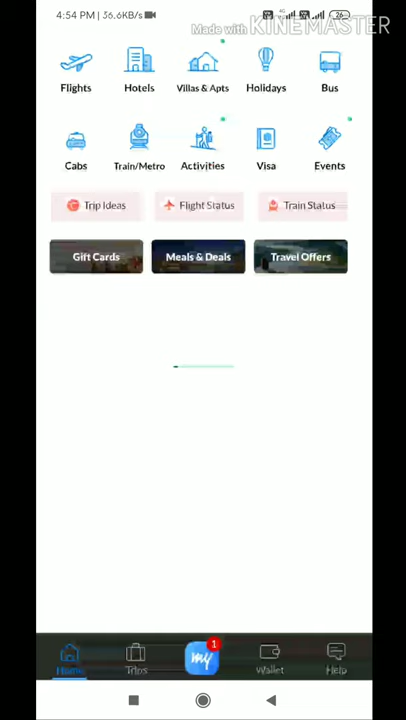 4:54 PM | 36.6KB/s
4G
26
Made with KINEMASTER
Flights Hotels Villas & Apts Holidays Bus
Cabs Train/Metro Activities Visa Events
Trip Ideas Flight Status Train Status
Gift Cards Meals & Deals Travel Offers
1
my
Home Trips Wallet Help